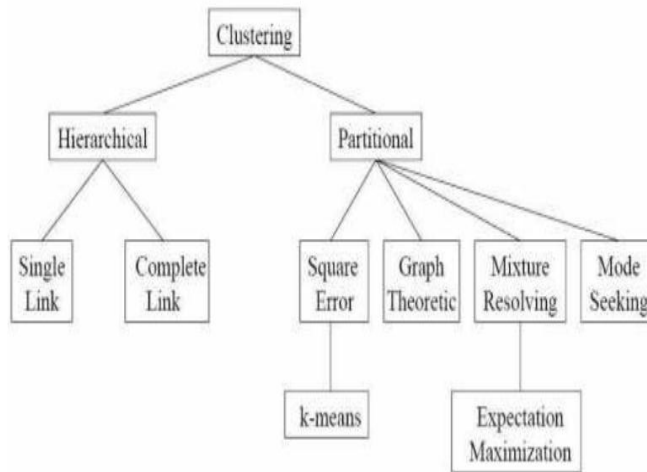 Clustering
Hierarchical
Partitional
Single
Link
Complete
Link
Square
Error
Graph
Theoretic
Mixture
Resolving
Mode
Seeking
k-means
Expectation
Maximization